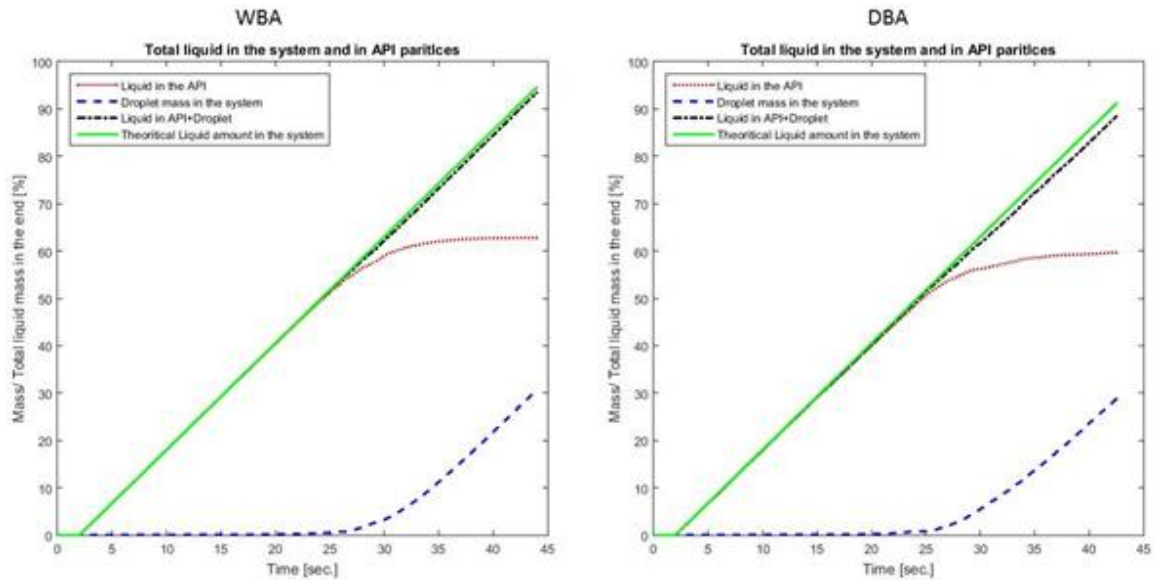 WBA
Total liquid in the system and in API paritlces
Liquid in the API
Droplet mass in the system
Liquid in API+Droplet
Theoritical Liquid amount in the system
Mass/ Total liquid mass in the end [%]
100
90
80
70
60
50
40
30
20
10
0
0 5 10 15 20 25 30 35 40 45
Time [sec.]
DBA
Total liquid in the system and in API paritlces
Liquid in the API
Droplet mass in the system
Liquid in API+Droplet
Theoritical Liquid amount in the system
Mass/ Total liquid mass in the end [%]
100
90
80
70
60
50
40
30
20
10
0
0 5 10 15 20 25 30 35 40 45
Time [sec.]